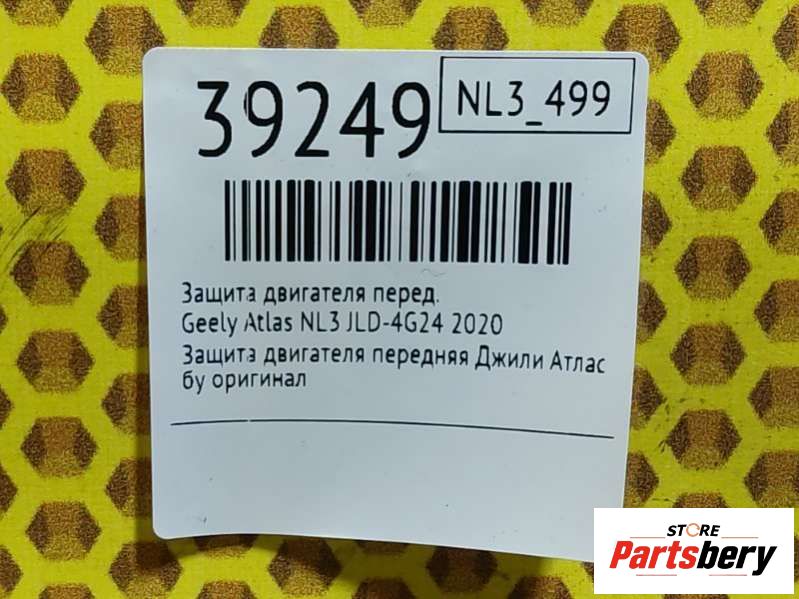 39249
NL3_499
Защита двигателя перед.
Geely Atlas NL3 JLD-4G24 2020
Защита двигателя передняя Джили Атлас
бу оригинал
STORE
Partsbery